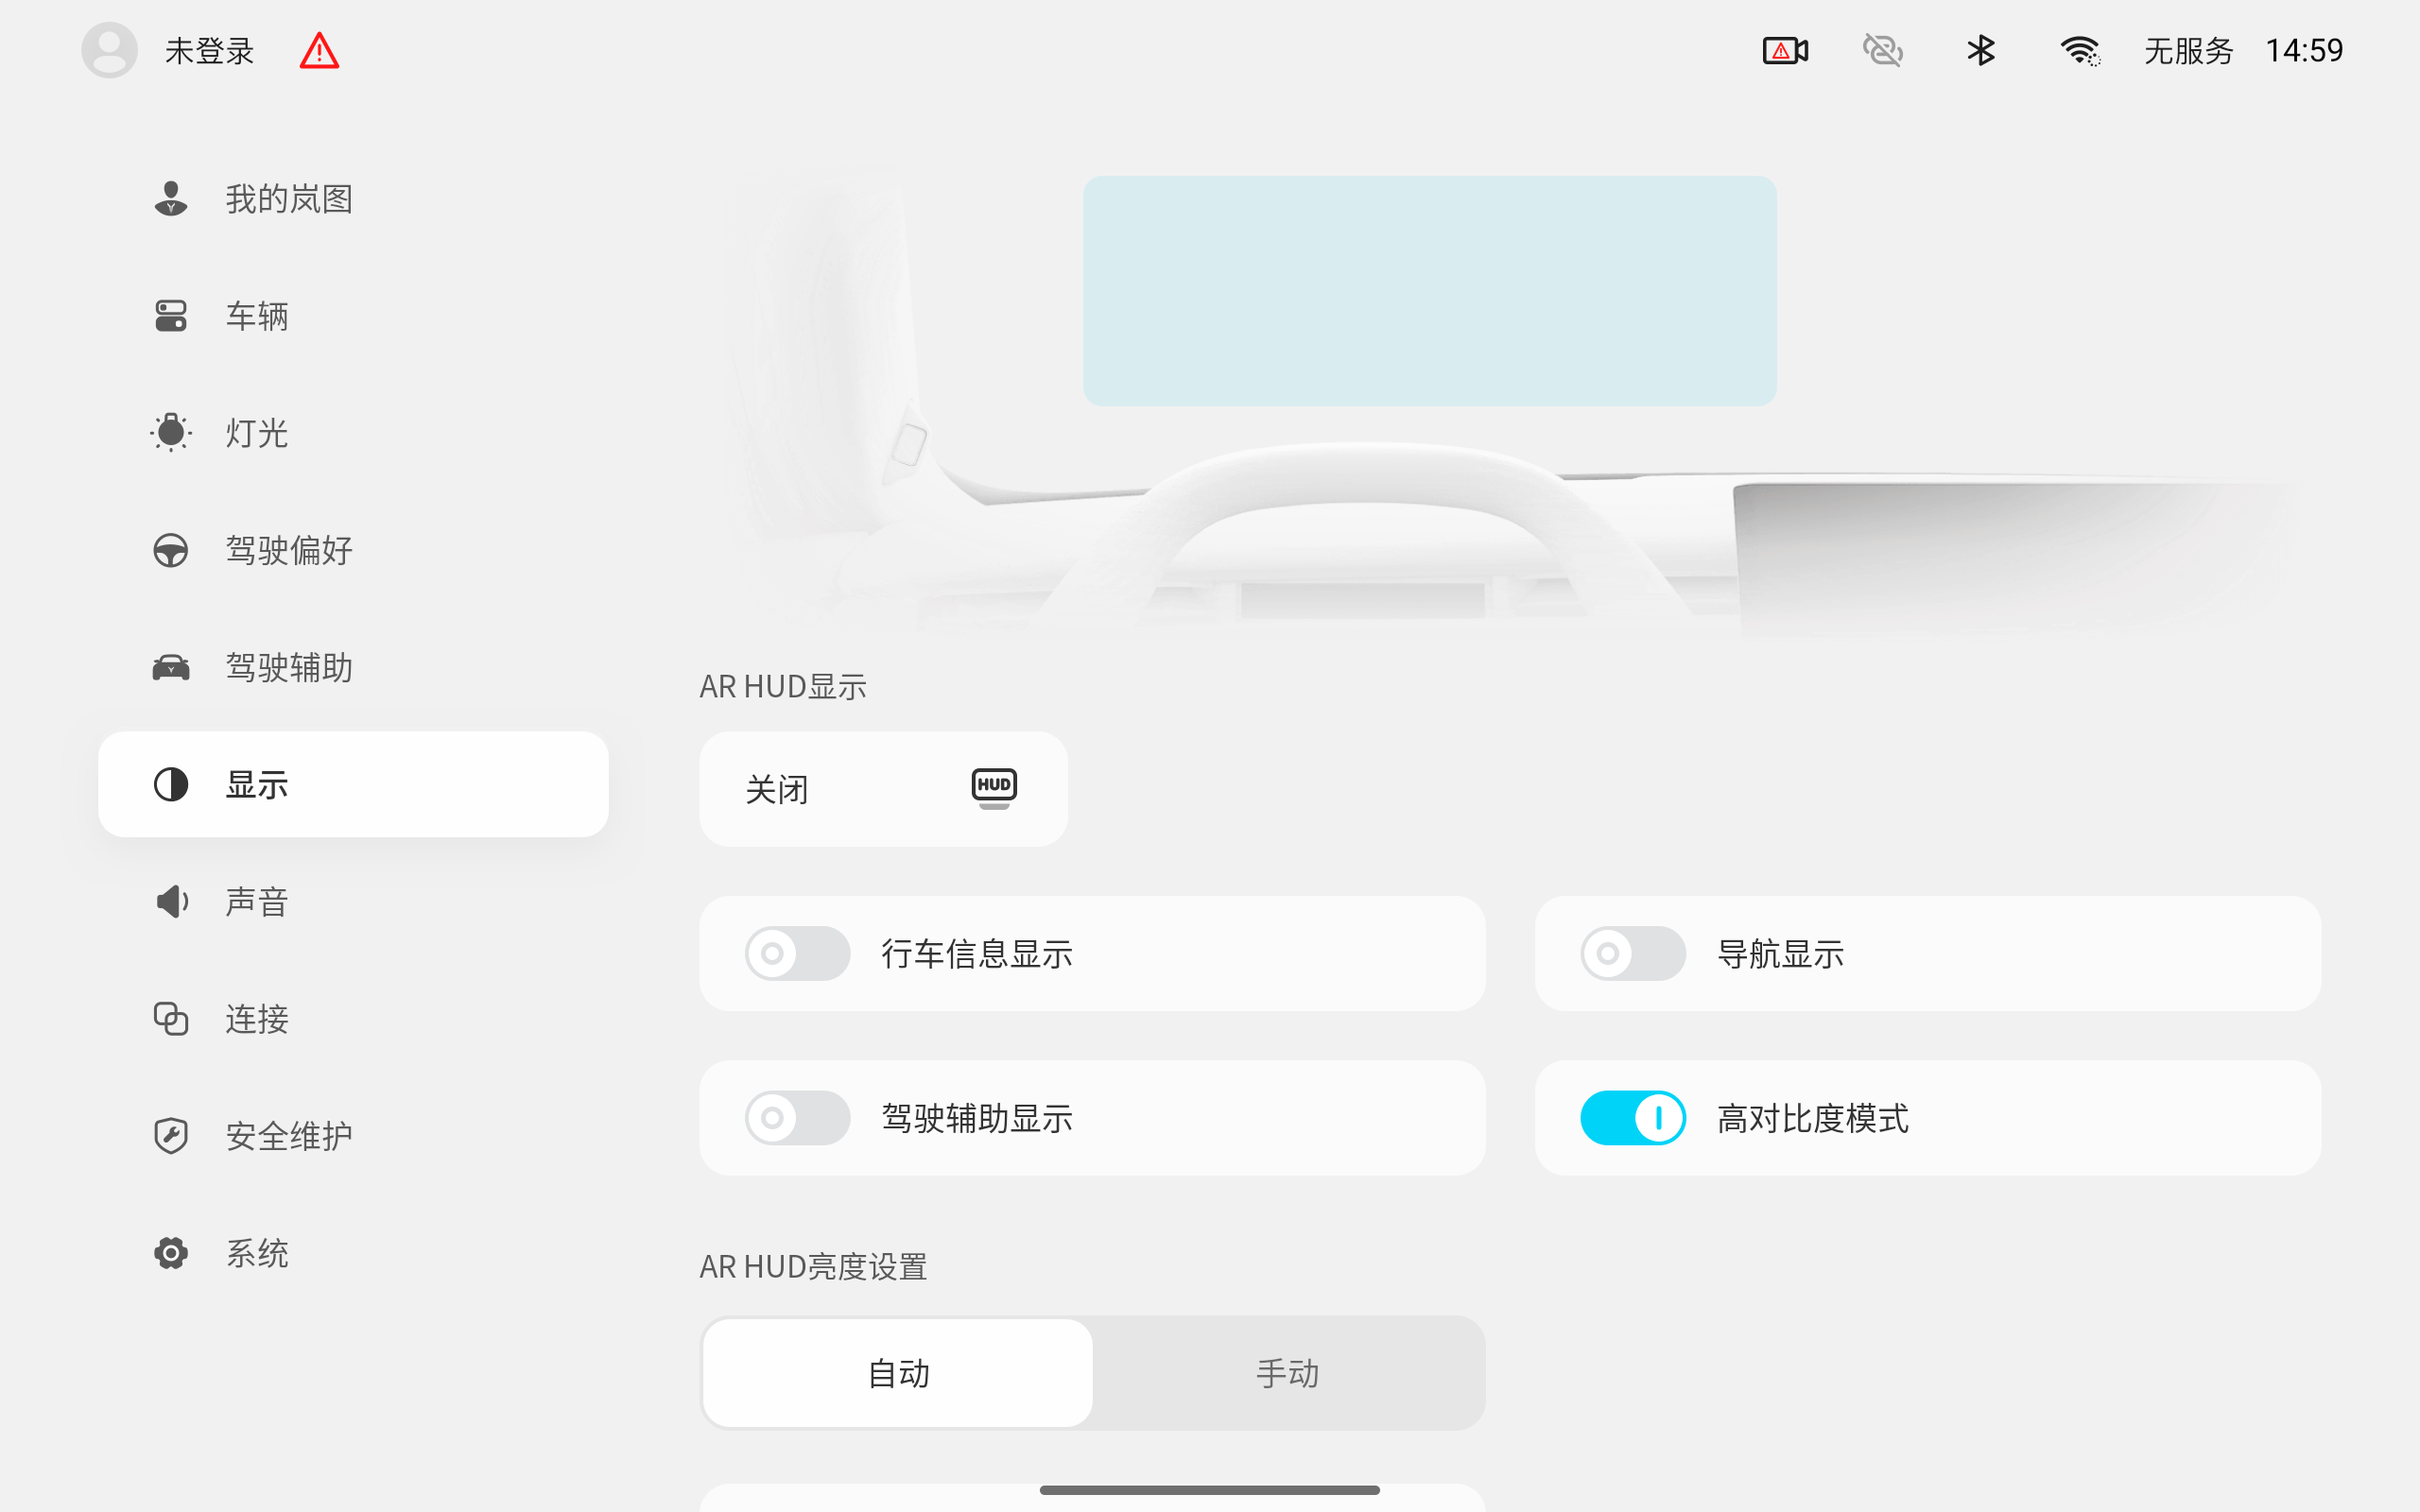 未登录
无服务 14:59
我的岚图
车辆
灯光
驾驶偏好
驾驶辅助
显示
声音
连接
安全维护
系统
AR HUD显示
关闭
HUD
行车信息显示
导航显示
驾驶辅助显示
高对比度模式
AR HUD亮度设置
自动
手动